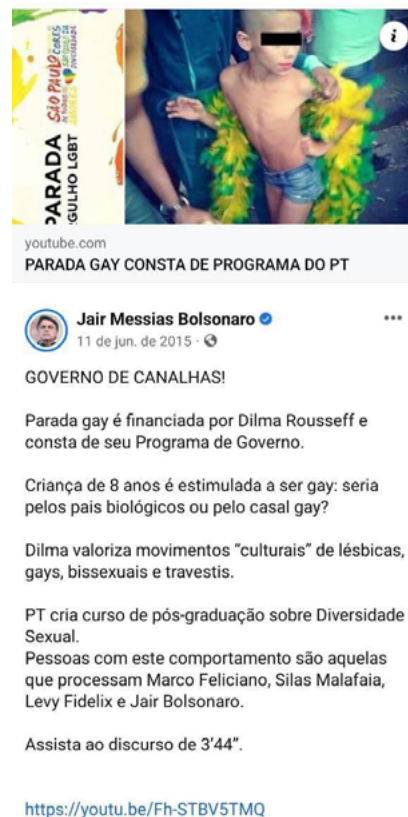 PARADA
GULHO LGBT
SÃO PAULO CORES
youtube.com
PARADA GAY CONSTA DE PROGRAMA DO PT
Jair Messias Bolsonaro
11 de jun. de 2015 ·
GOVERNO DE CANALHAS!
Parada gay é financiada por Dilma Rousseff e
consta de seu Programa de Governo.
Criança de 8 anos é estimulada a ser gay: seria
pelos pais biológicos ou pelo casal gay?
Dilma valoriza movimentos “culturais” de lésbicas,
gays, bissexuais e travestis.
PT cria curso de pós-graduação sobre Diversidade
Sexual.
Pessoas com este comportamento são aquelas
que processam Marco Feliciano, Silas Malafaia,
Levy Fidelix e Jair Bolsonaro.
Assista ao discurso de 3'44”.
https://youtu.be/Fh-STBV5TMQ